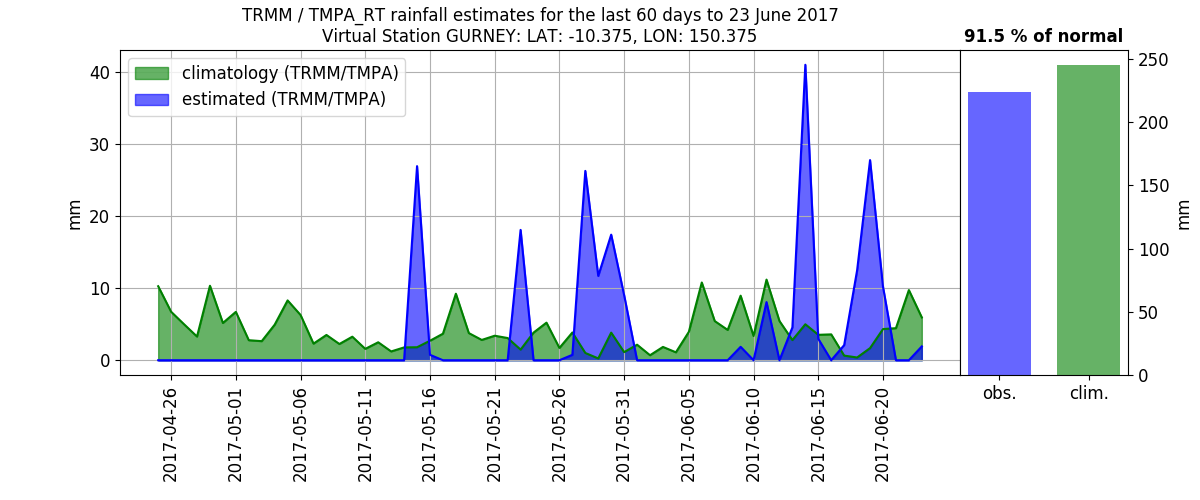 TRMM / TMPA_RT rainfall estimates for the last 60 days to 23 June 2017
Virtual Station GURNEY: LAT: -10.375, LON: 150.375
91.5 % of normal
climatology (TRMM/TMPA)
estimated (TRMM/TMPA)
mm
40
30
20
10
0
2017-04-26
2017-05-01
2017-05-06
2017-05-11
2017-05-16
2017-05-21
2017-05-26
2017-05-31
2017-06-05
2017-06-10
2017-06-15
2017-06-20
250
200
150
100
50
0
mm
obs.
clim.